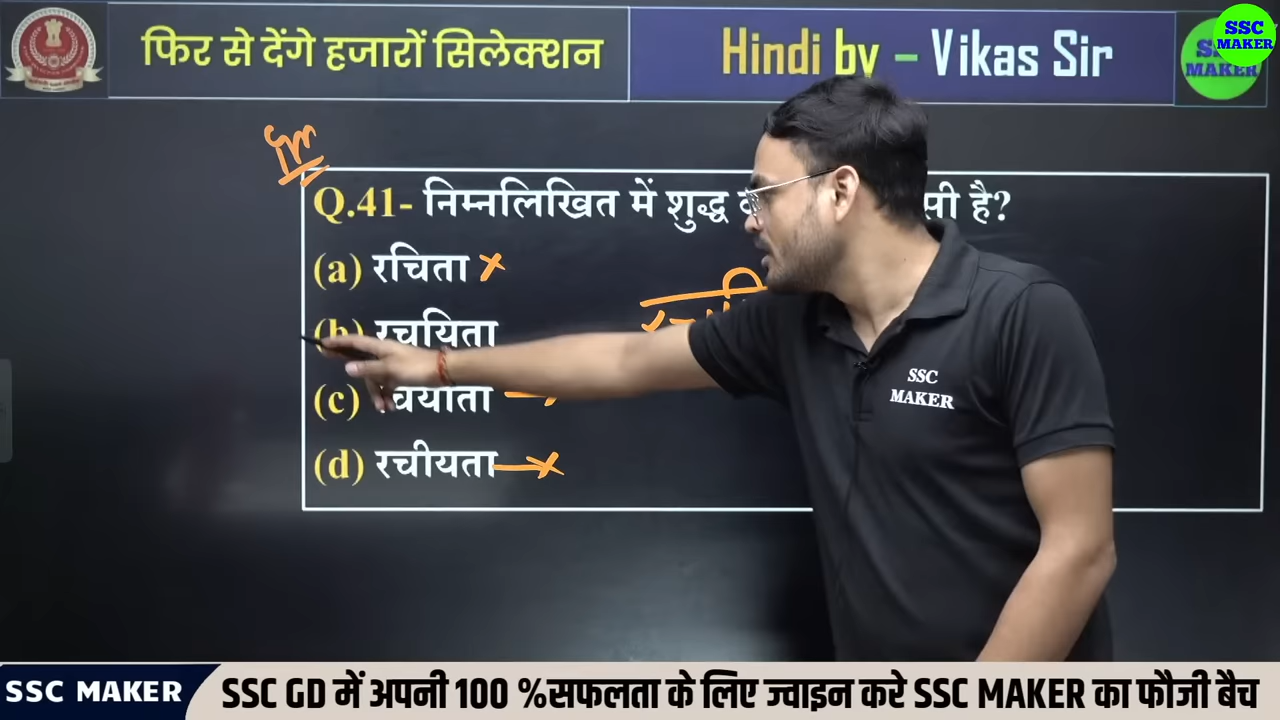 फिर से देंगे हजारों सिलेक्शन
Hindi by – Vikas Sir
SSC
MAKER
MAKER
Q.41- निम्नलिखित में शुद्ध है?
(a) रचिता ×
(b) रचयिता
(c)
(d) रचीयता
SSC
MAKER
SSC MAKER
SSC GD में अपनी 100 %सफलता के लिए ज्वाइन करे SSC MAKER का फौजी बैच